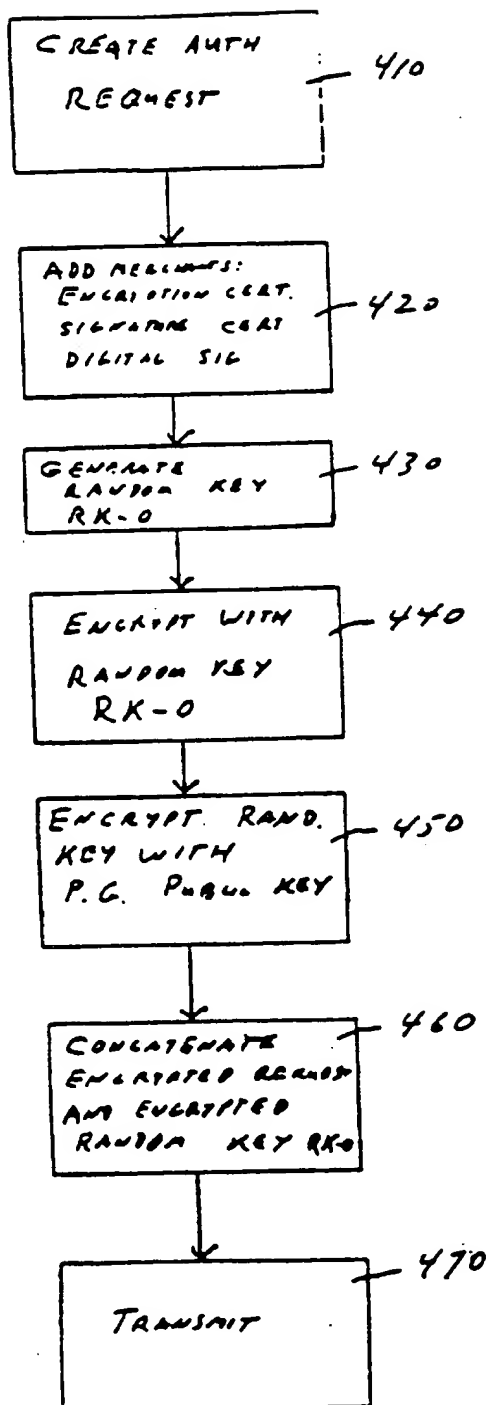 CREATE AUTH
REQUEST
410
ADD MERCHANTS:
ENCRYPTION CERT.
SIGNATURE CERT
DIGITAL SIG
420
GENERATE
RANDOM KEY
RK-0
430
ENCRYPT WITH
RANDOM KEY
RK-0
440
ENCRYPT RAND.
KEY WITH
P.G. PUBLIC KEY
450
CONCATENATE
ENCRYPTED REQUEST
AND ENCRYPTED
RANDOM KEY RK-0
460
TRANSMIT
470